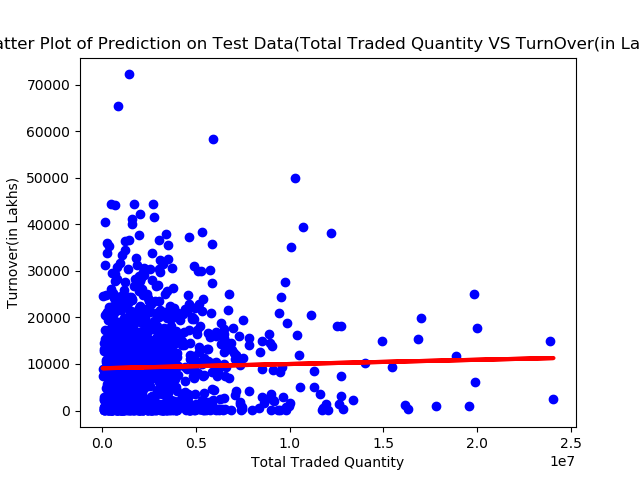 atter Plot of Prediction on Test Data(Total Traded Quantity VS TurnOver(in La
70000
60000
50000
40000
30000
20000
10000
0
Turnover(in Lakhs)
0.0 0.5 1.0 1.5 2.0 2.5
1e7
Total Traded Quantity